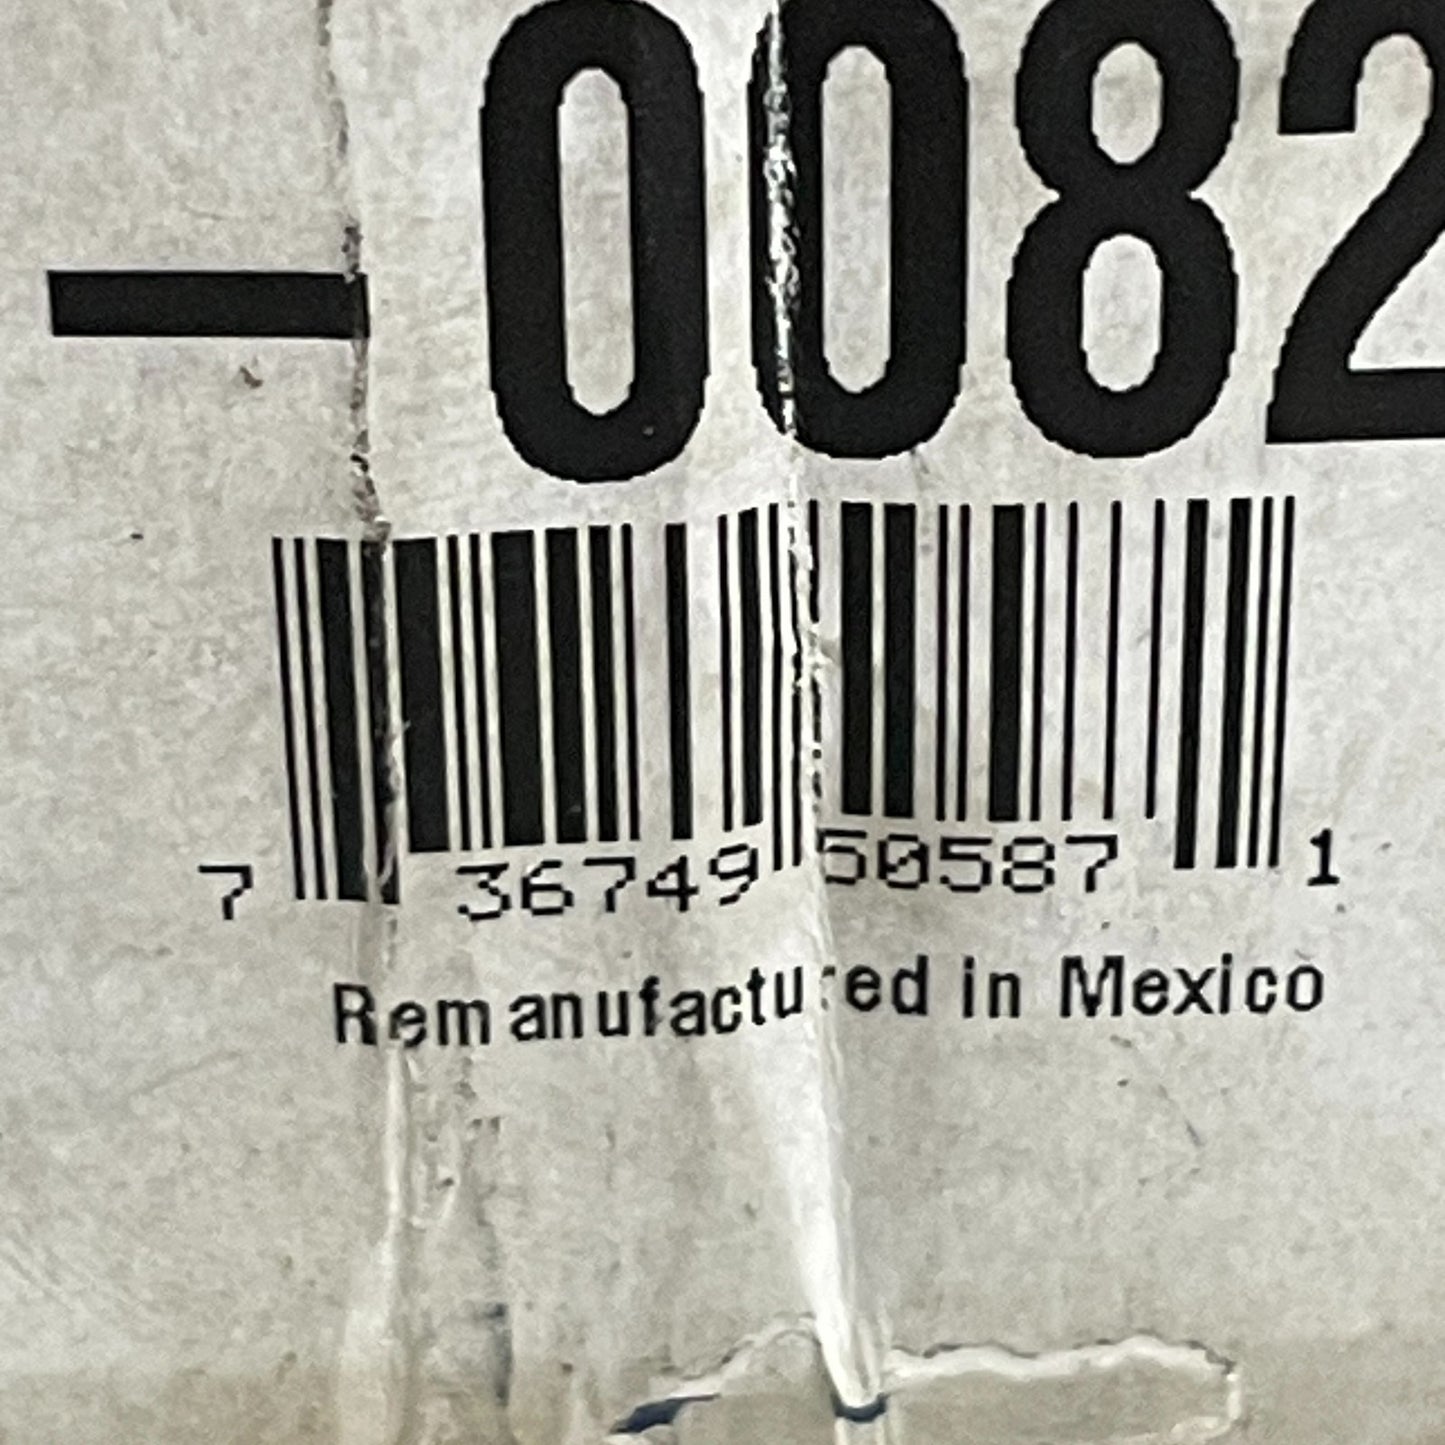 -0082
7 36749 50587 1
Remanufactured in Mexico